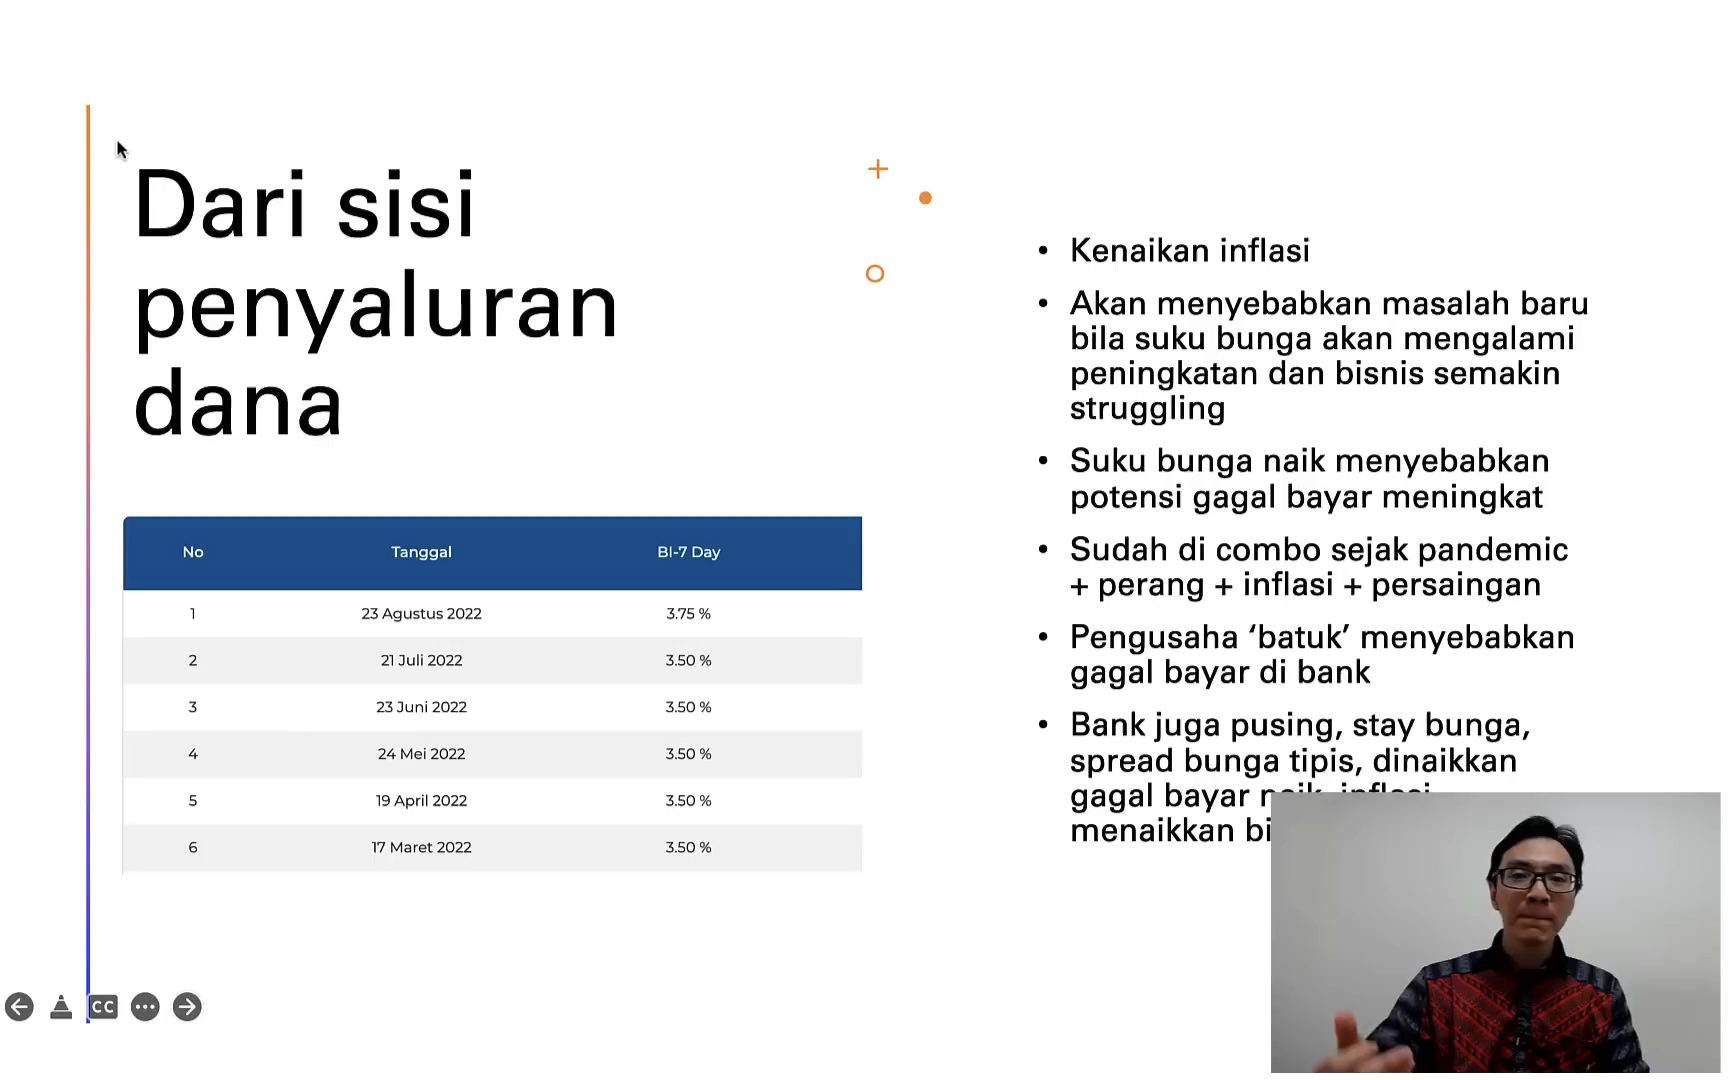 Dari sisi
penyaluran
dana
No Tanggal BI-7 Day
1 23 Agustus 2022 3.75 %
2 21 Juli 2022 3.50 %
3 23 Juni 2022 3.50 %
4 24 Mei 2022 3.50 %
5 19 April 2022 3.50 %
6 17 Maret 2022 3.50 %
• Kenaikan inflasi
• Akan menyebabkan masalah baru
bila suku bunga akan mengalami
peningkatan dan bisnis semakin
struggling
• Suku bunga naik menyebabkan
potensi gagal bayar meningkat
• Sudah di combo sejak pandemic
+ perang + inflasi + persaingan
• Pengusaha ‘batuk’ menyebabkan
gagal bayar di bank
• Bank juga pusing, stay bunga,
spread bunga tipis, dinaikkan
gagal bayar naik, inflasi
menaikkan
CC